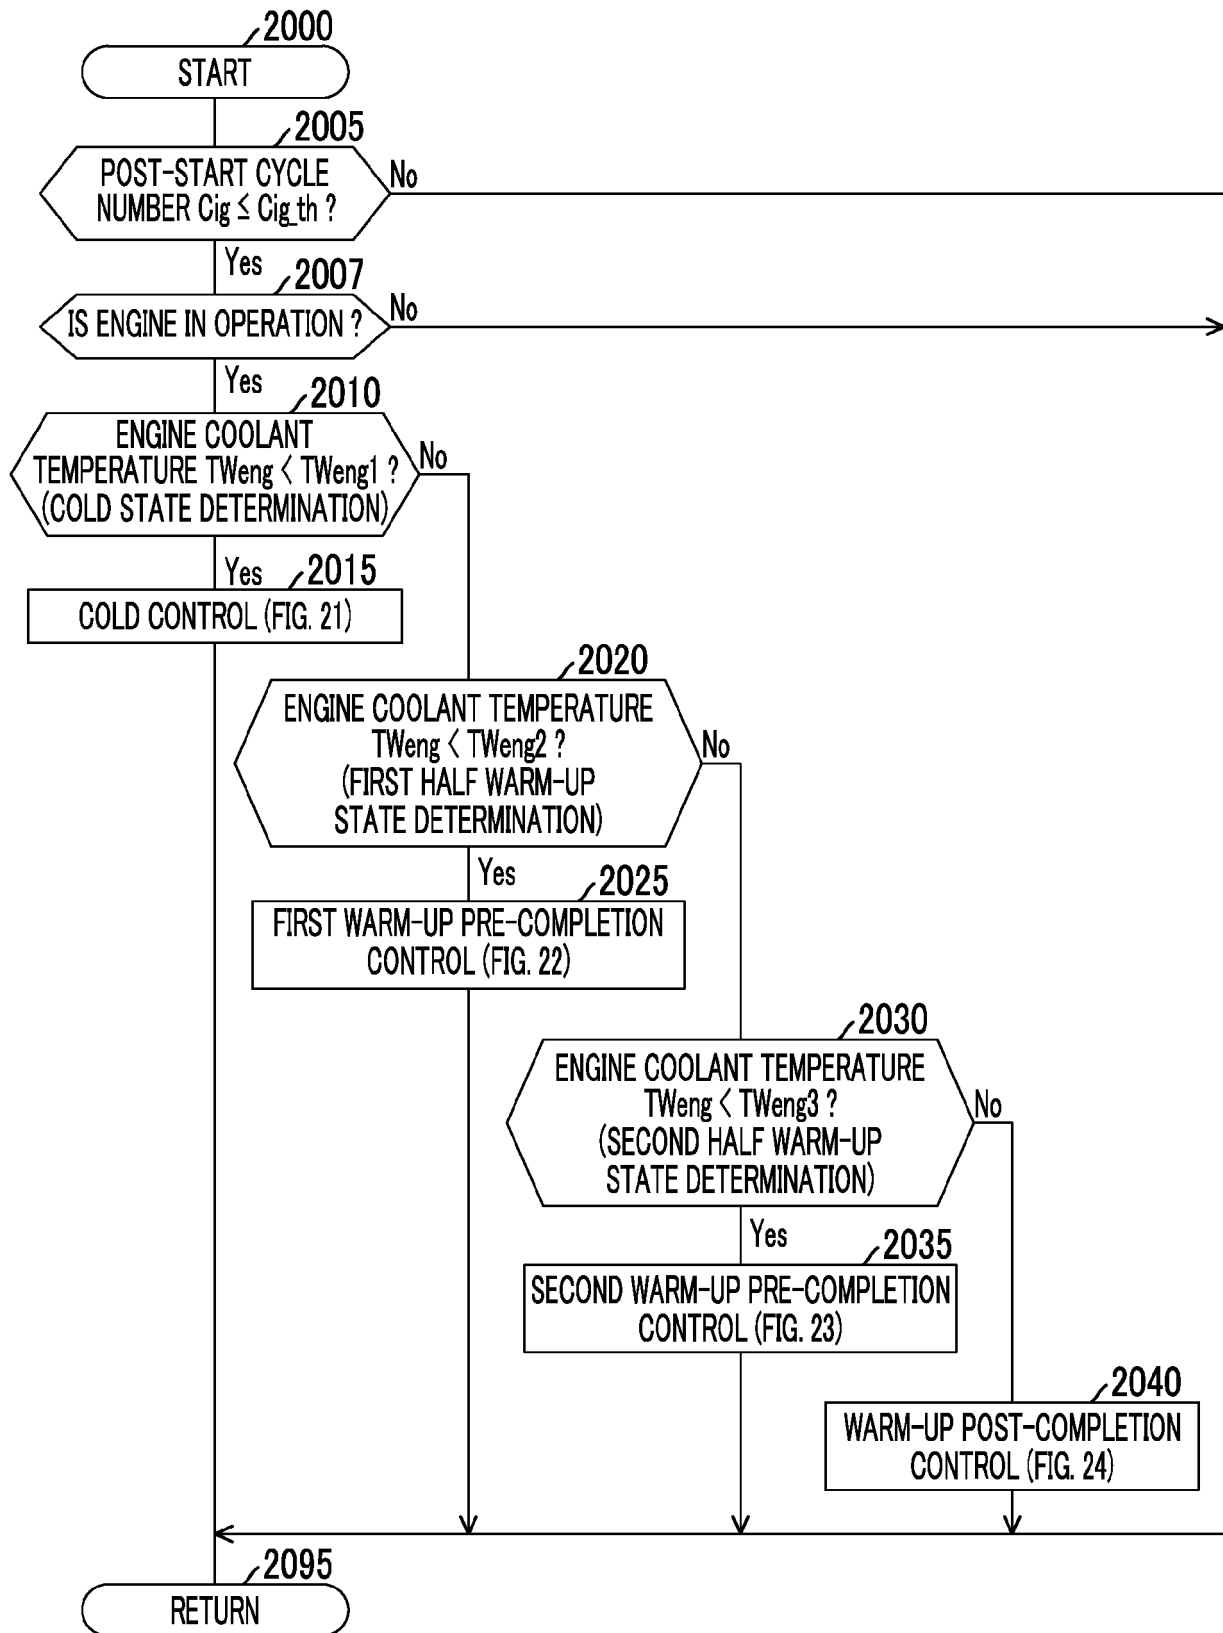 2000
START
2005
POST-START CYCLE
NUMBER Cig ≤ Cig_th ?
No
Yes
2007
IS ENGINE IN OPERATION ?
No
Yes
2010
ENGINE COOLANT
TEMPERATURE TWeng < TWeng1 ?
(COLD STATE DETERMINATION)
No
Yes
2015
COLD CONTROL (FIG. 21)
2020
ENGINE COOLANT TEMPERATURE
TWeng < TWeng2 ?
(FIRST HALF WARM-UP
STATE DETERMINATION)
No
Yes
2025
FIRST WARM-UP PRE-COMPLETION
CONTROL (FIG. 22)
2030
ENGINE COOLANT TEMPERATURE
TWeng < TWeng3 ?
(SECOND HALF WARM-UP
STATE DETERMINATION)
No
Yes
2035
SECOND WARM-UP PRE-COMPLETION
CONTROL (FIG. 23)
2040
WARM-UP POST-COMPLETION
CONTROL (FIG. 24)
2095
RETURN